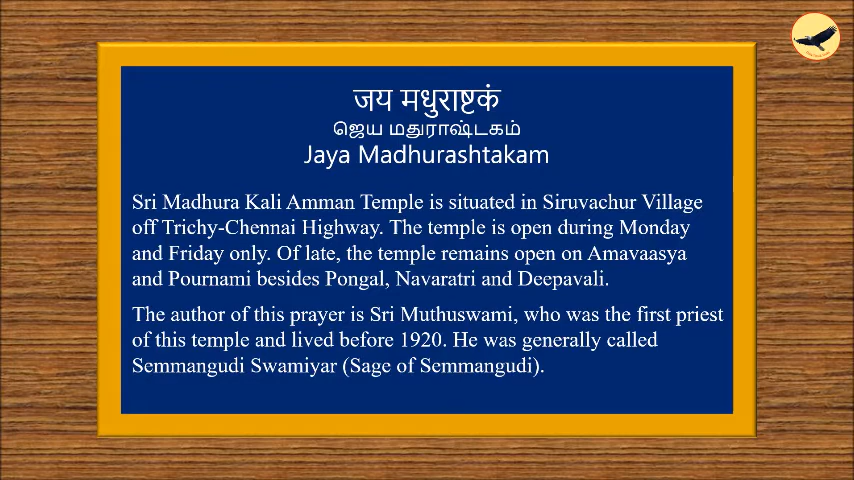 जय मधुराष्टकं
ஜெய மதுராஷ்டகம்
Jaya Madhurashtakam
Sri Madhura Kali Amman Temple is situated in Siruvachur Village
off Trichy-Chennai Highway. The temple is open during Monday
and Friday only. Of late, the temple remains open on Amavaasya
and Pournami besides Pongal, Navaratri and Deepavali.
The author of this prayer is Sri Muthuswami, who was the first priest
of this temple and lived before 1920. He was generally called
Semmangudi Swamiyar (Sage of Semmangudi).